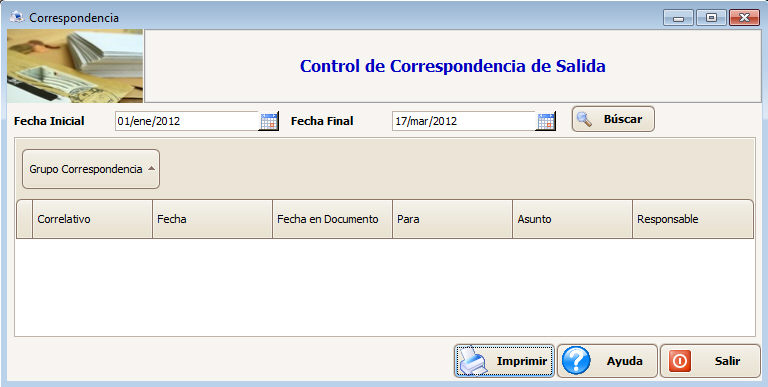 Correspondencia
Control de Correspondencia de Salida
Fecha Inicial 01/ene/2012 Fecha Final 17/mar/2012 Búscar
Grupo Correspondencia
Correlativo Fecha Fecha en Documento Para Asunto Responsable
Imprimir Ayuda Salir